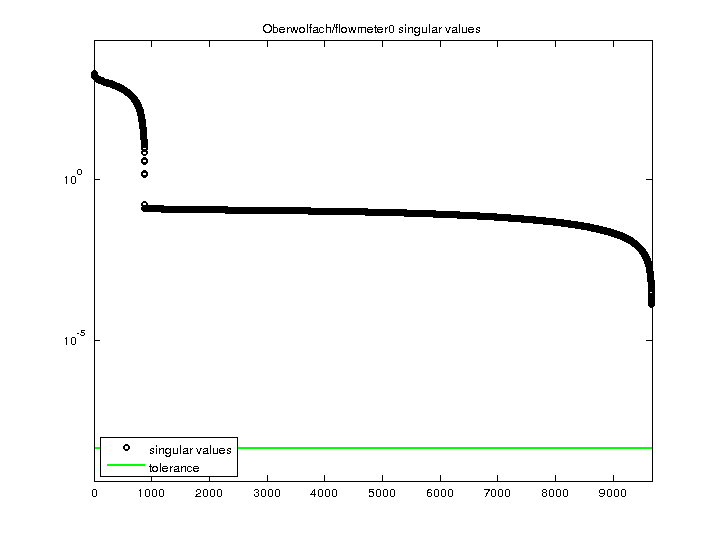 Oberwolfach/flowmeter0 singular values
10^0
10^-5
singular values
tolerance
0 1000 2000 3000 4000 5000 6000 7000 8000 9000